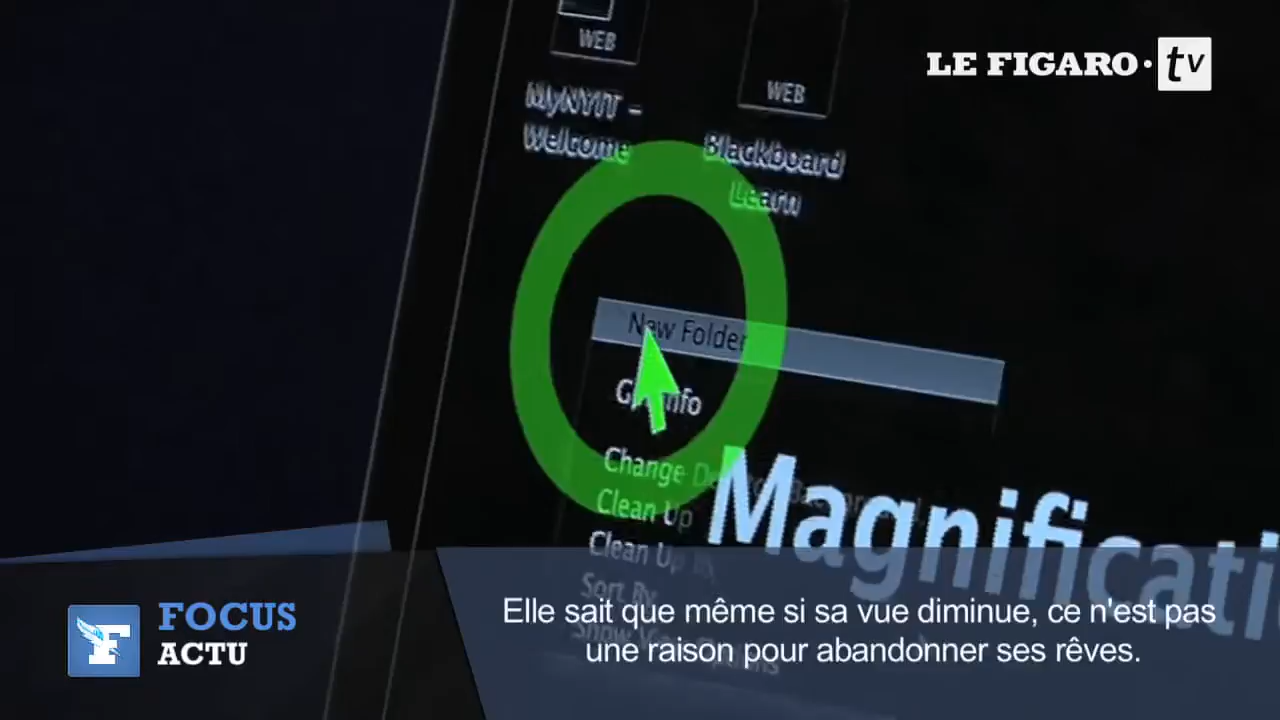 WEB
MyNYIT –
Welcome
WEB
Blackboard
Learn
LE FIGARO·tv
New Folder
Get Info
Change
Clean Up
Clean Up
Sort By
Magnificati
FOCUS
ACTU
Elle sait que même si sa vue diminue, ce n'est pas
une raison pour abandonner ses rêves.